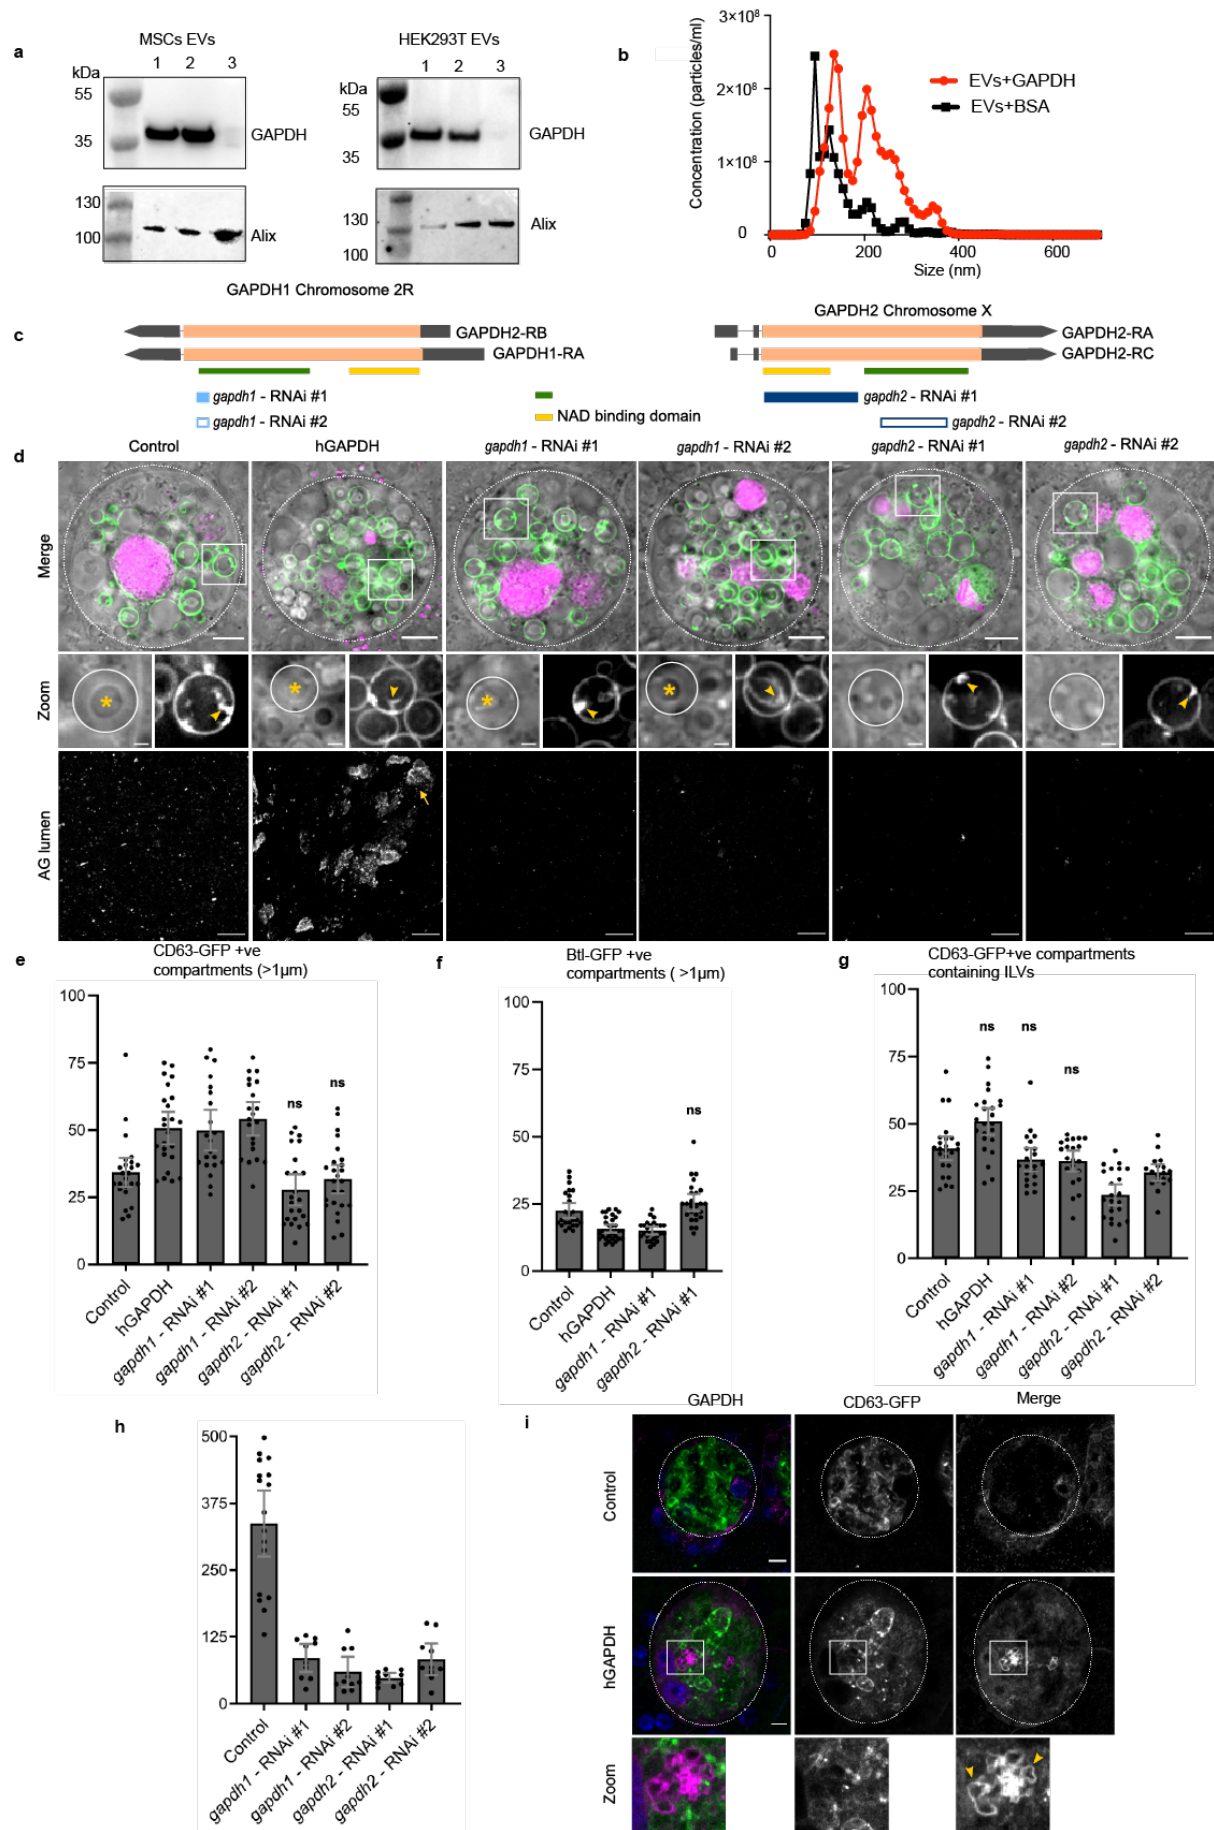 a
MSCs EVs
1 2 3
kDa
55
35
GAPDH
130
100
Alix
HEK293T EVs
1 2 3
kDa
55
35
GAPDH
130
100
Alix
b
Concentration (particles/ml)
3×10⁸
2×10⁸
1×10⁸
0
EVs+GAPDH
EVs+BSA
0 200 400 600
Size (nm)
c
GAPDH1 Chromosome 2R
GAPDH2-RB
GAPDH1-RA
gapdh1 - RNAi #1
gapdh1 - RNAi #2
NAD binding domain
GAPDH2 Chromosome X
GAPDH2-RA
GAPDH2-RC
gapdh2 - RNAi #1
gapdh2 - RNAi #2
d
Control hGAPDH gapdh1 - RNAi #1 gapdh1 - RNAi #2 gapdh2 - RNAi #1 gapdh2 - RNAi #2
Merge
Zoom
* * * *
AG lumen
e
CD63-GFP +ve
compartments (>1µm)
100
75
50
25
0
ns
ns
Control
hGAPDH
gapdh1 - RNAi #1
gapdh1 - RNAi #2
gapdh2 - RNAi #1
gapdh2 - RNAi #2
f
Btl-GFP +ve
compartments ( >1µm)
100
75
50
25
0
ns
Control
hGAPDH
gapdh1 - RNAi #1
gapdh2 - RNAi #1
g
CD63-GFP+ve compartments
containing ILVs
100
75
50
25
0
ns ns
ns
Control
hGAPDH
gapdh1 - RNAi #1
gapdh1 - RNAi #2
gapdh2 - RNAi #1
gapdh2 - RNAi #2
h
500
375
250
125
0
Control
gapdh1 - RNAi #1
gapdh1 - RNAi #2
gapdh2 - RNAi #1
gapdh2 - RNAi #2
i
GAPDH CD63-GFP Merge
Control
hGAPDH
Zoom